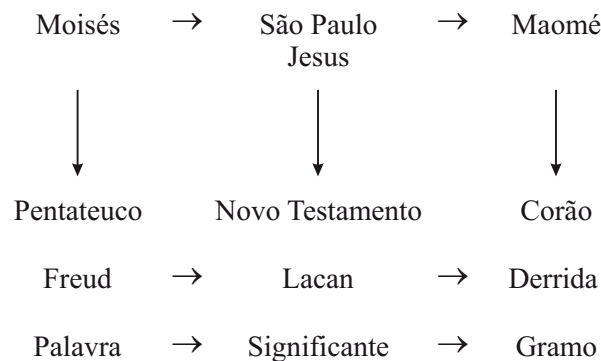 Moisés → São Paulo → Maomé
Jesus
Pentateuco Novo Testamento Corão
Freud → Lacan → Derrida
Palavra → Significante → Gramo